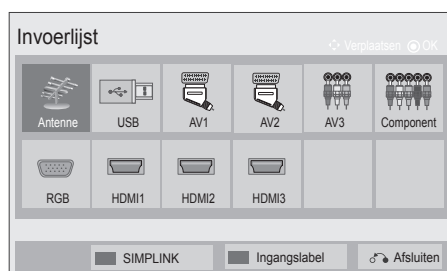 Invoerlijst
Verplaatsen OK
Antenne USB AV1 AV2 AV3 Component
RGB HDMI1 HDMI2 HDMI3
SIMPLINK Ingangslabel Afsluiten